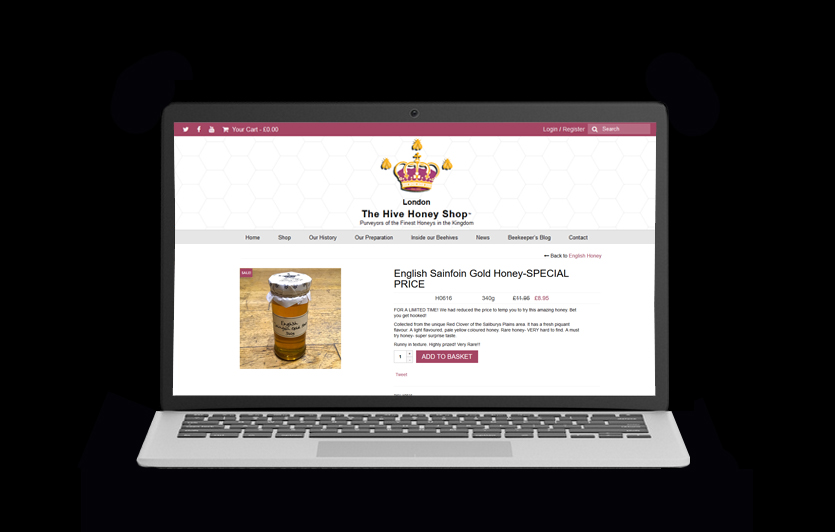 Your Cart - £0.00
Login / Register
Search
London
The Hive Honey Shop™
Purveyors of the Finest Honeys in the Kingdom
Home Shop Our History Our Preparation Inside our Beehives News Beekeeper's Blog Contact
Back to English Honey
SALE!
English Sainfoin Gold Honey-SPECIAL
PRICE
H0616 340g £11.95 £8.95
FOR A LIMITED TIME! We had reduced the price to temp you to try this amazing honey. Bet
you get hooked!
Collected from the unique Red Clover of the Salburys Plains area. It has a fresh piquant
flavour. A light flavoured, pale yellow coloured honey. Rare honey- VERY hard to find. A must
try honey- super surprise taste
Runny in texture. Highly prized! Very Rare!!
1 ADD TO BASKET
Tweet
English